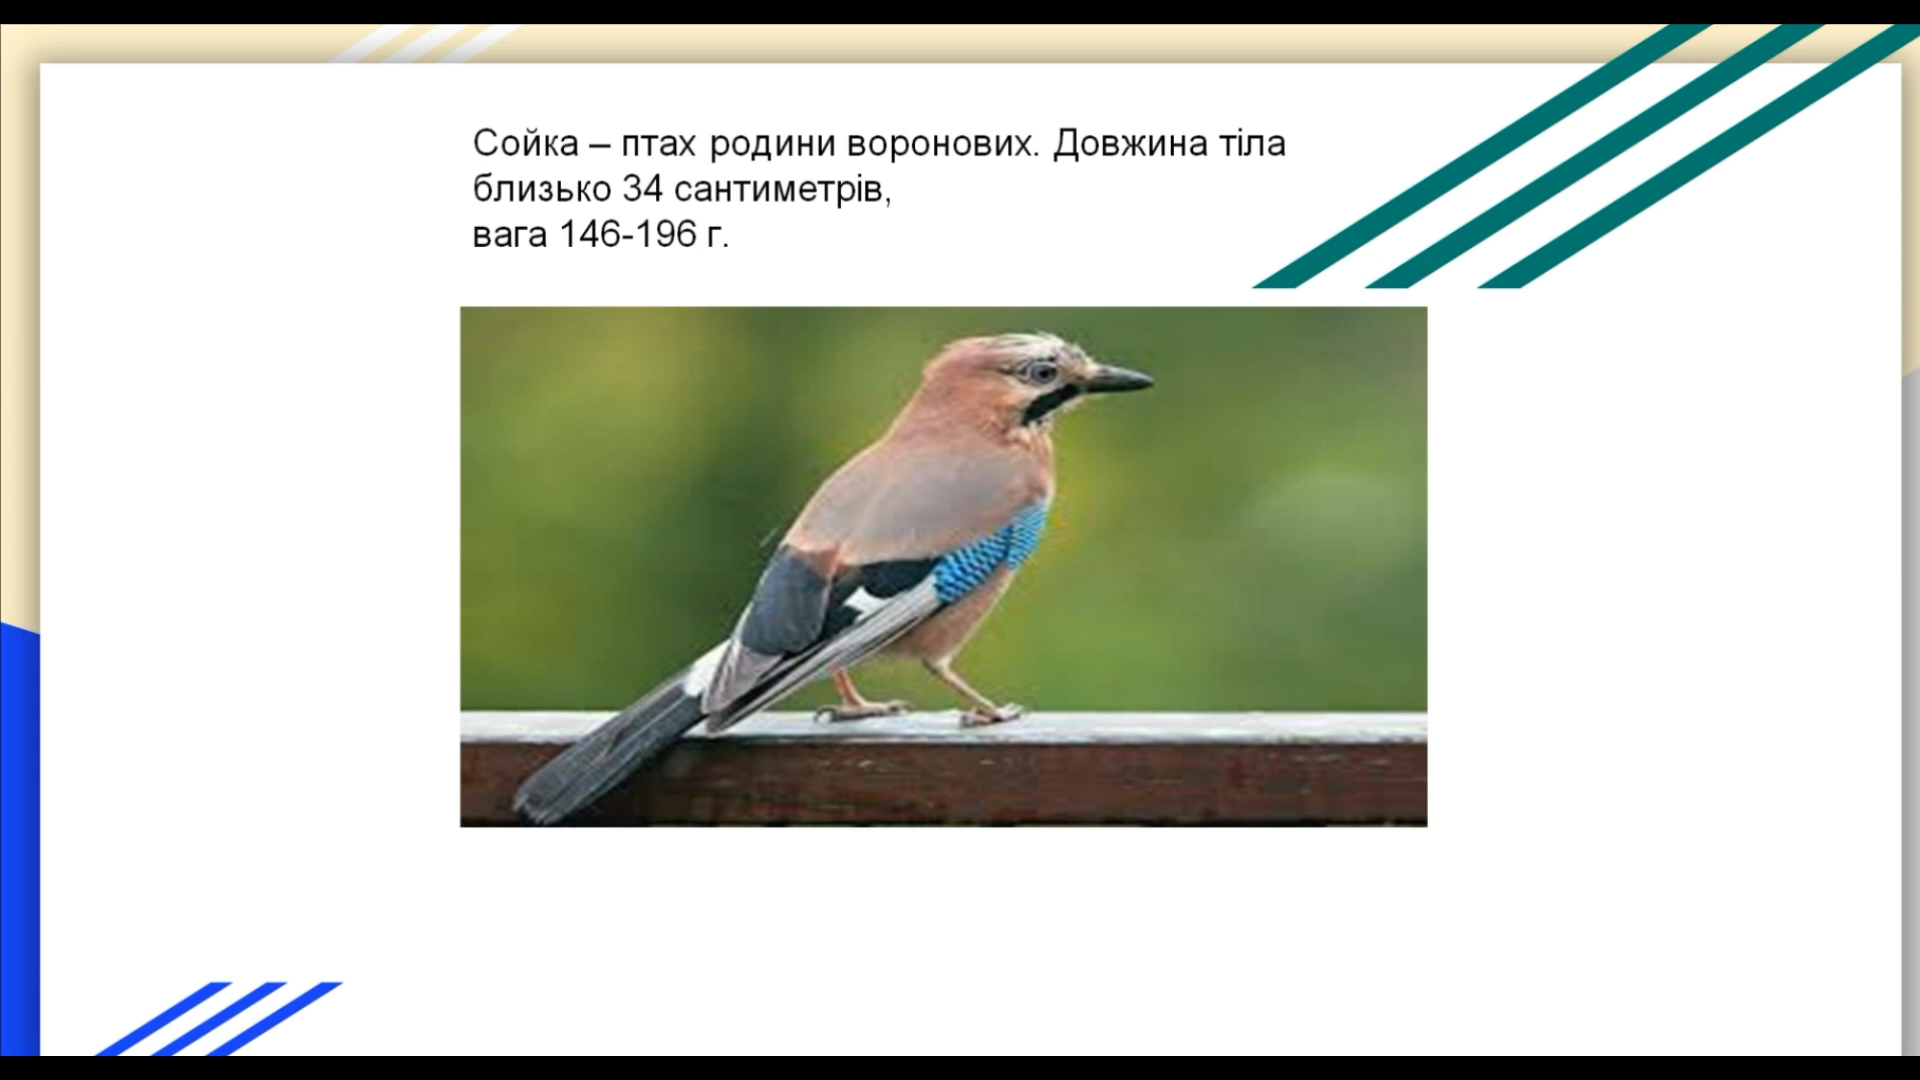 Сойка – птах родини воронових. Довжина тіла
близько 34 сантиметрів,
вага 146-196 г.